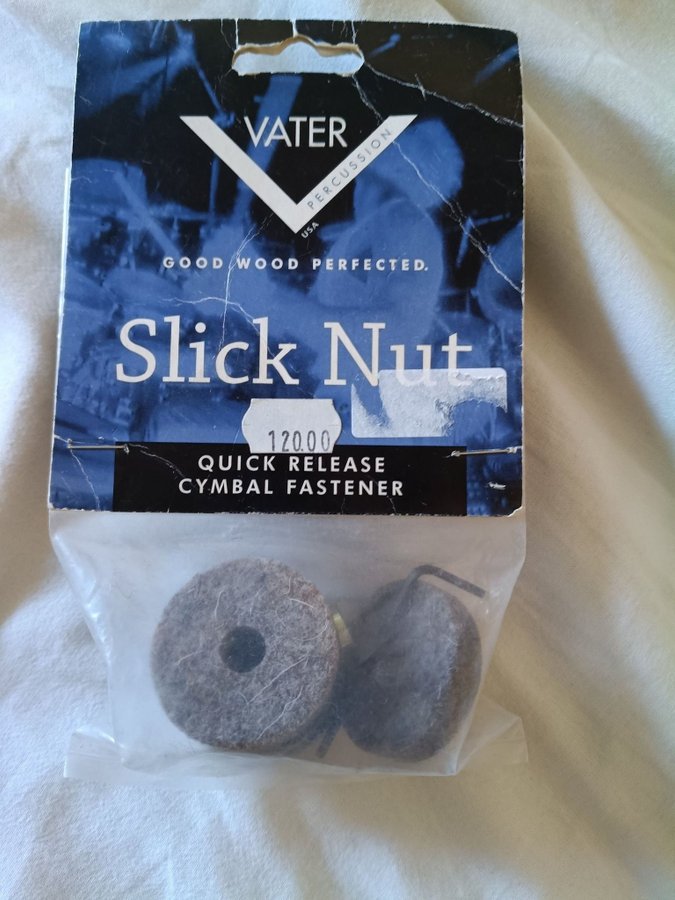 VATER
PERCUSSION
USA
GOOD WOOD PERFECTED.
Slick Nut
120.00
QUICK RELEASE
CYMBAL FASTENER